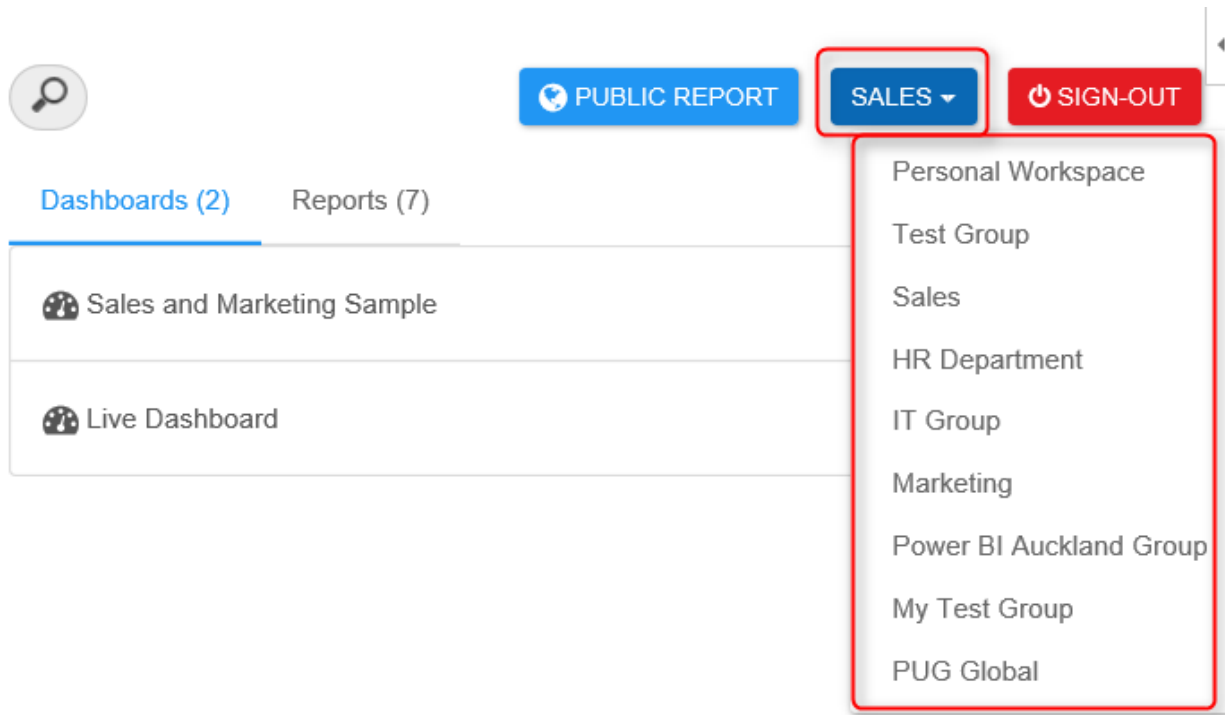 PUBLIC REPORT
SALES
SIGN-OUT
Dashboards (2)
Reports (7)
Sales and Marketing Sample
Live Dashboard
Personal Workspace
Test Group
Sales
HR Department
IT Group
Marketing
Power BI Auckland Group
My Test Group
PUG Global